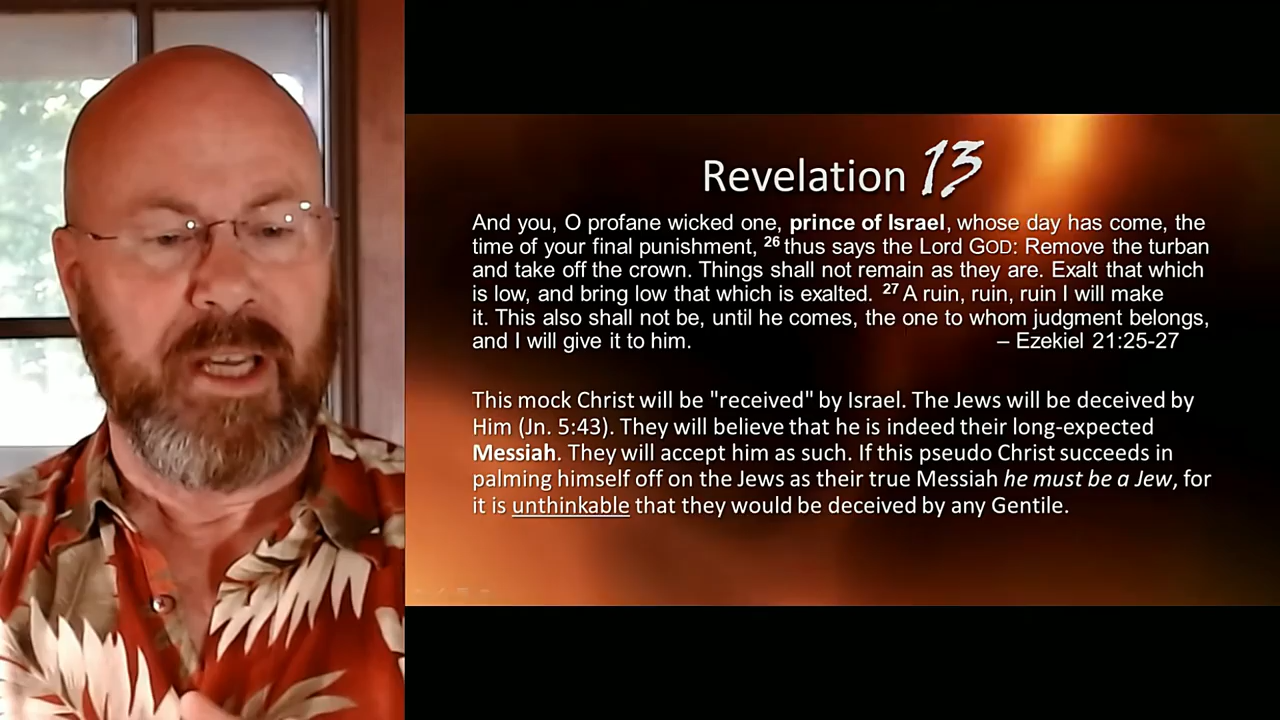 Revelation 13
And you, O profane wicked one, prince of Israel, whose day has come, the
time of your final punishment, 26 thus says the Lord GOD: Remove the turban
and take off the crown. Things shall not remain as they are. Exalt that which
is low, and bring low that which is exalted. 27 A ruin, ruin, ruin I will make
it. This also shall not be, until he comes, the one to whom judgment belongs,
and I will give it to him. – Ezekiel 21:25-27
This mock Christ will be "received" by Israel. The Jews will be deceived by
Him (Jn. 5:43). They will believe that he is indeed their long-expected
Messiah. They will accept him as such. If this pseudo Christ succeeds in
palming himself off on the Jews as their true Messiah he must be a Jew, for
it is unthinkable that they would be deceived by any Gentile.